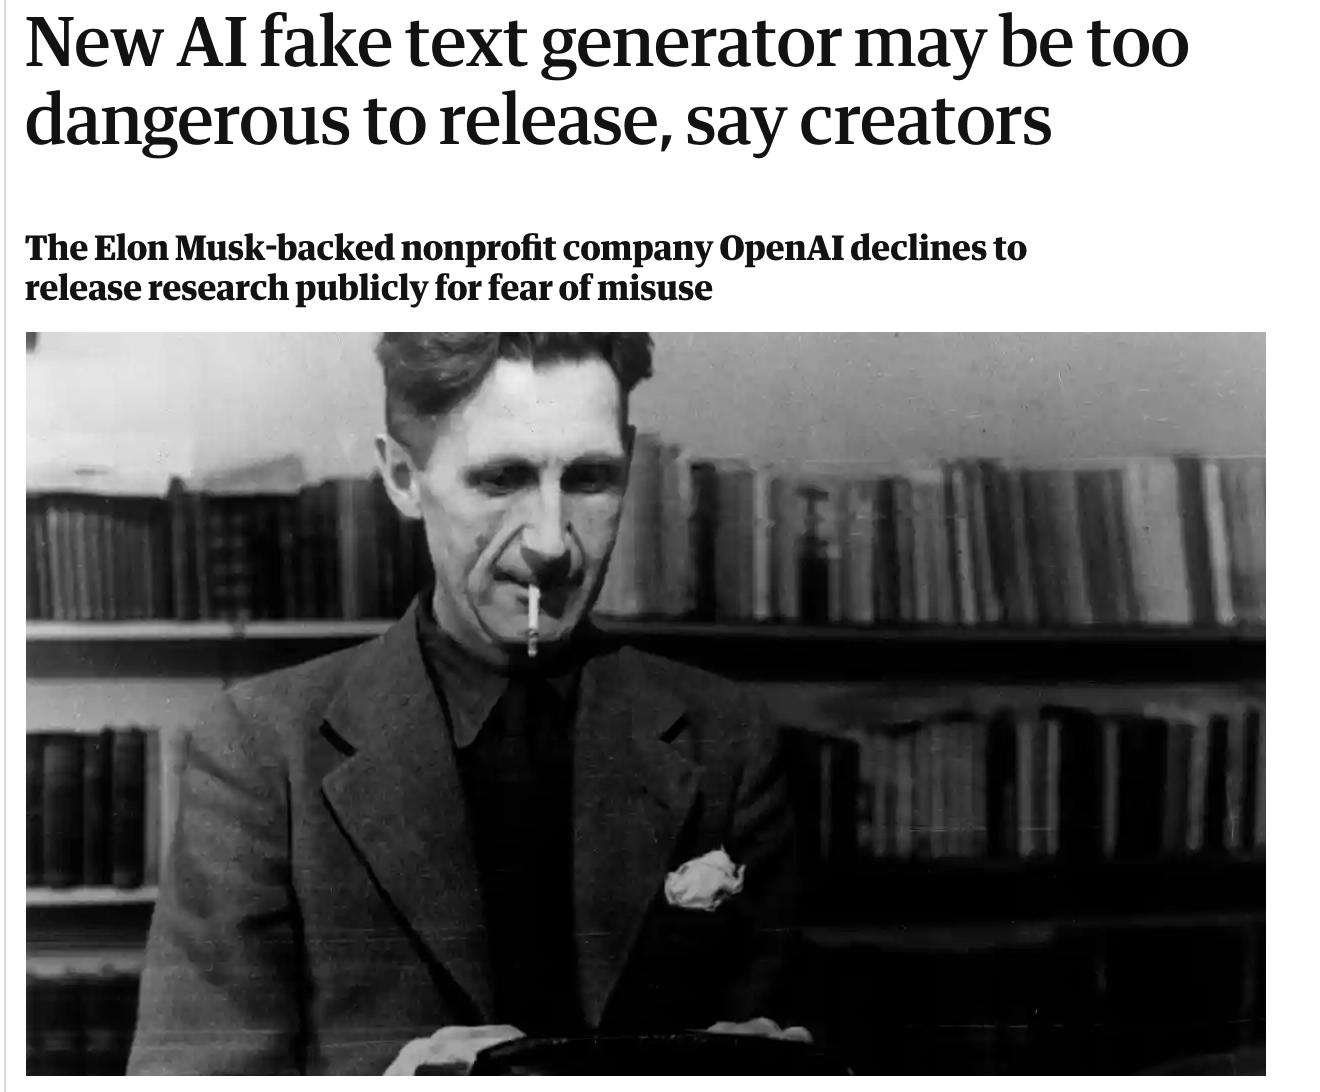 New AI fake text generator may be too
dangerous to release, say creators
The Elon Musk-backed nonprofit company OpenAI declines to
release research publicly for fear of misuse